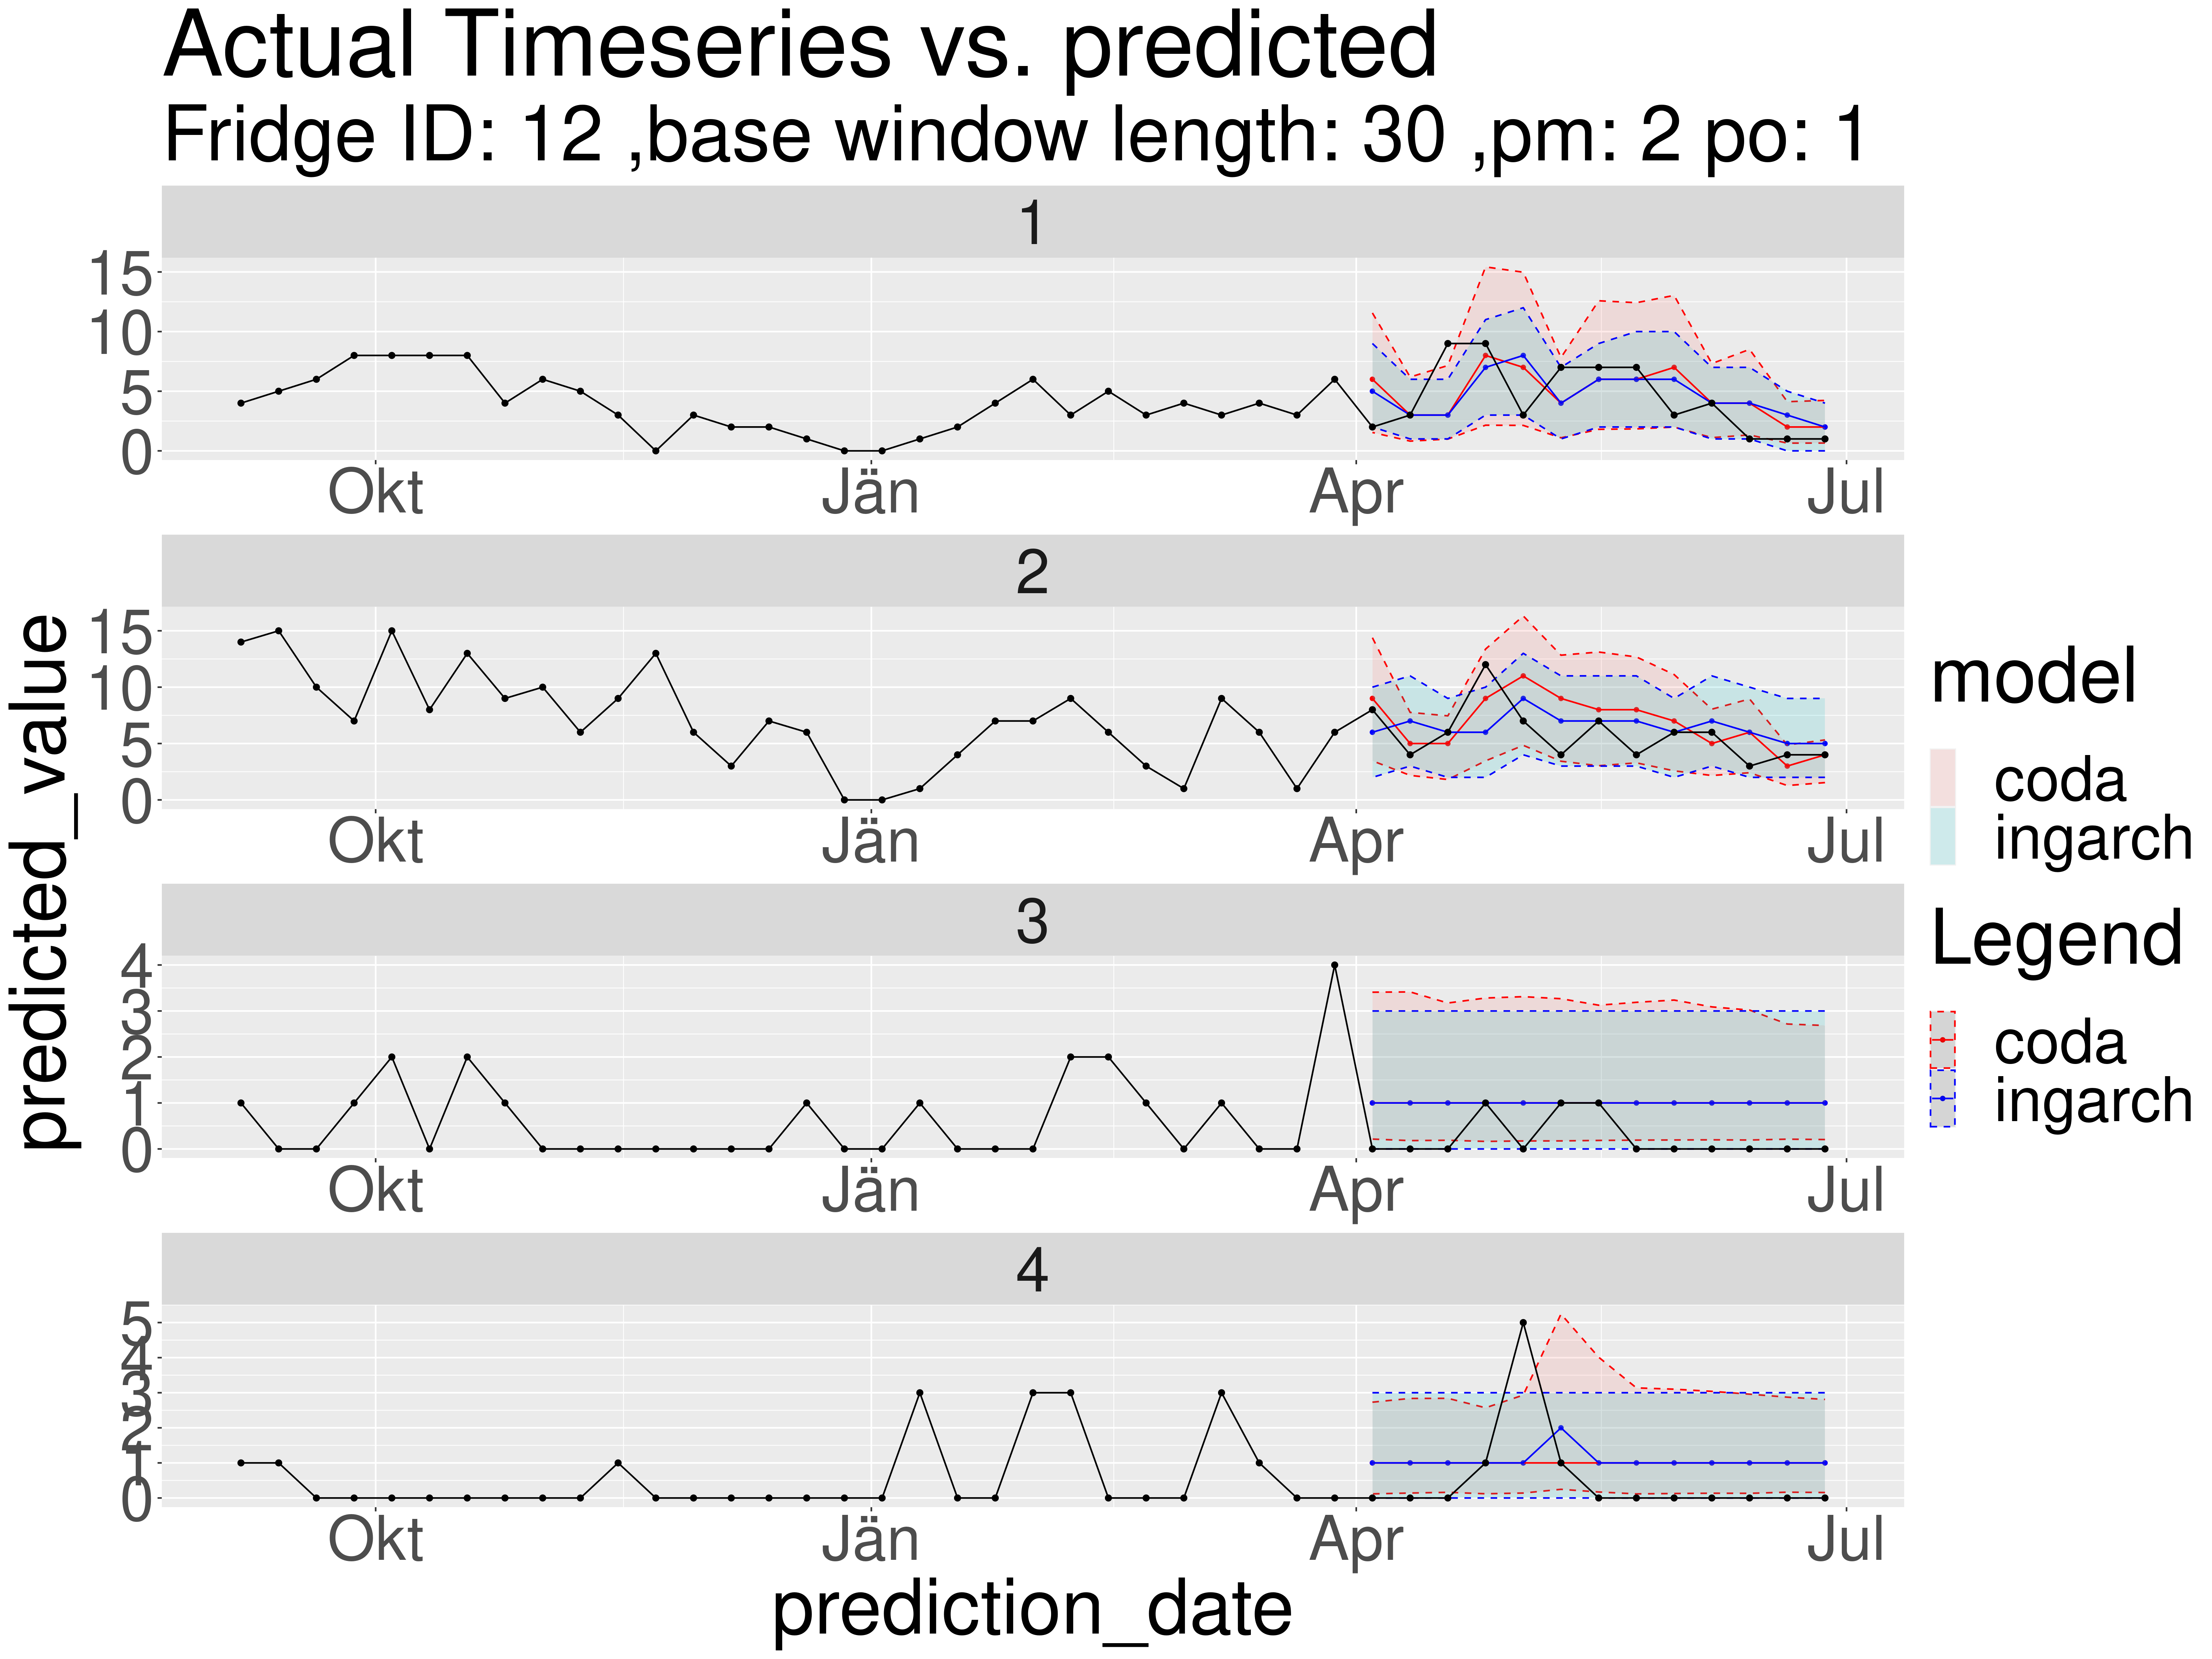 Actual Timeseries vs. predicted
Fridge ID: 12 ,base window length: 30 ,pm: 2 po: 1
predicted_value
1
15
10
5
0
Okt Jän Apr Jul
2
15
10
5
0
Okt Jän Apr Jul
3
4
3
2
1
0
Okt Jän Apr Jul
4
5
4
3
2
1
0
Okt Jän Apr Jul
prediction_date
model
coda
ingarch
Legend
coda
ingarch